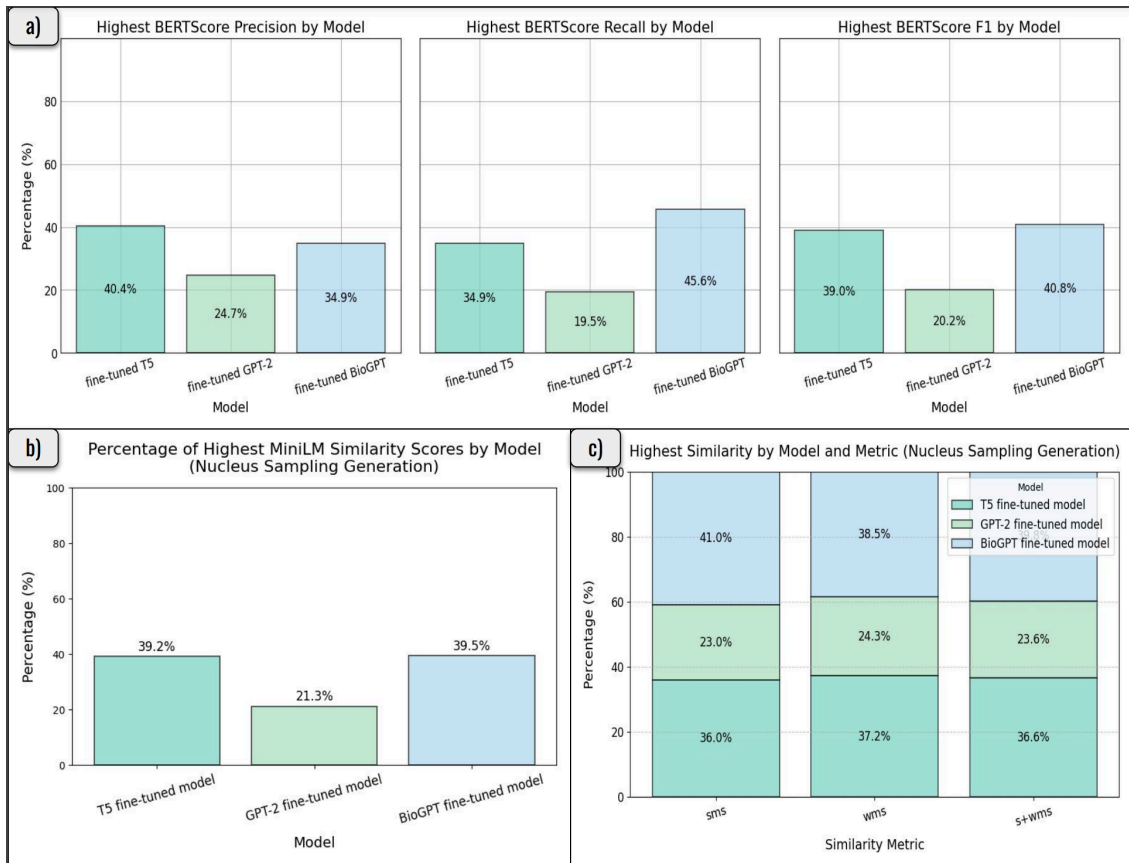 a)
Highest BERTScore Precision by Model
Highest BERTScore Recall by Model
Highest BERTScore F1 by Model
Percentage (%)
80
60
40
20
0
40.4%
24.7%
34.9%
34.9%
19.5%
45.6%
39.0%
20.2%
40.8%
fine-tuned T5
fine-tuned GPT-2
fine-tuned BioGPT
fine-tuned T5
fine-tuned GPT-2
fine-tuned BioGPT
fine-tuned T5
fine-tuned GPT-2
fine-tuned BioGPT
Model
Model
Model
b)
Percentage of Highest MiniLM Similarity Scores by Model
(Nucleus Sampling Generation)
Percentage (%)
100
80
60
40
20
0
39.2%
21.3%
39.5%
T5 fine-tuned model
GPT-2 fine-tuned model
BioGPT fine-tuned model
Model
c)
Highest Similarity by Model and Metric (Nucleus Sampling Generation)
Percentage (%)
100
80
60
40
20
0
Model
T5 fine-tuned model
GPT-2 fine-tuned model
BioGPT fine-tuned model
41.0%
38.5%
23.0%
24.3%
23.6%
36.0%
37.2%
36.6%
sms
wms
s+wms
Similarity Metric